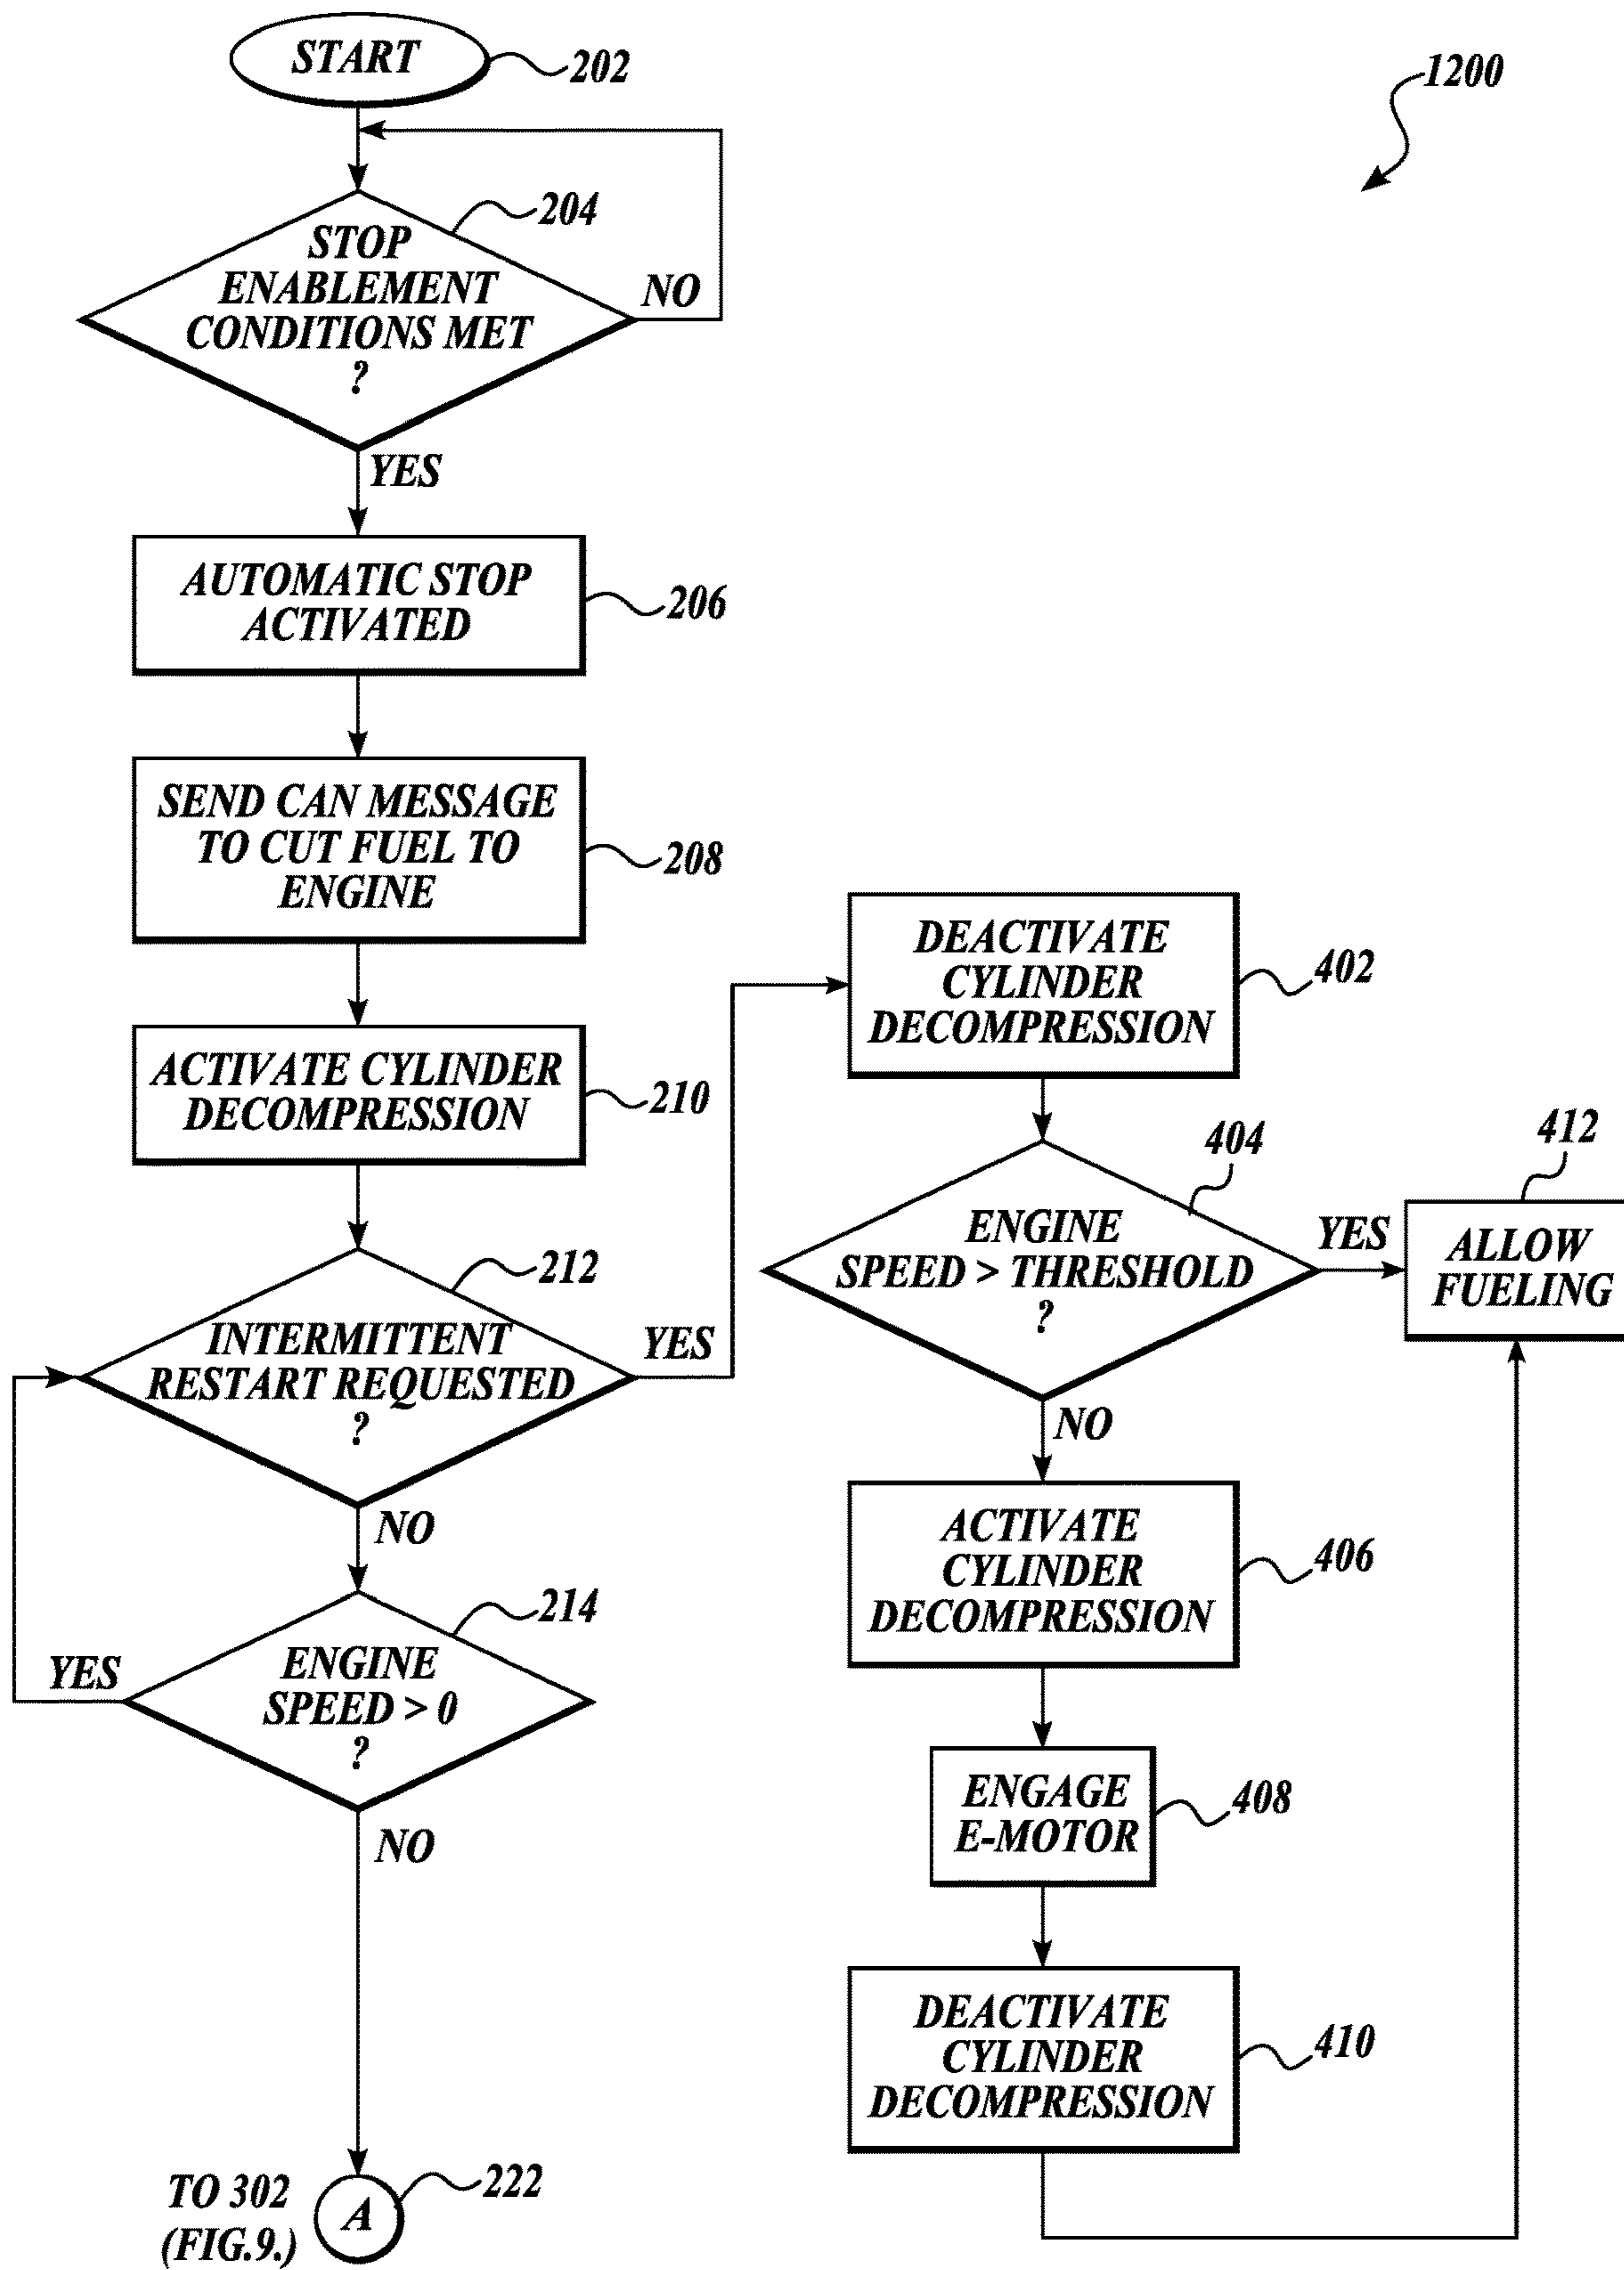 START
202
1200
204
STOP
ENABLEMENT
CONDITIONS MET
?
NO
YES
AUTOMATIC STOP
ACTIVATED
206
SEND CAN MESSAGE
TO CUT FUEL TO
ENGINE
208
ACTIVATE CYLINDER
DECOMPRESSION
210
212
INTERMITTENT
RESTART REQUESTED
?
YES
NO
214
ENGINE
SPEED > 0
?
YES
NO
TO 302
(FIG.9.)
A
222
DEACTIVATE
CYLINDER
DECOMPRESSION
402
404
ENGINE
SPEED > THRESHOLD
?
YES
412
ALLOW
FUELING
NO
ACTIVATE
CYLINDER
DECOMPRESSION
406
ENGAGE
E-MOTOR
408
DEACTIVATE
CYLINDER
DECOMPRESSION
410